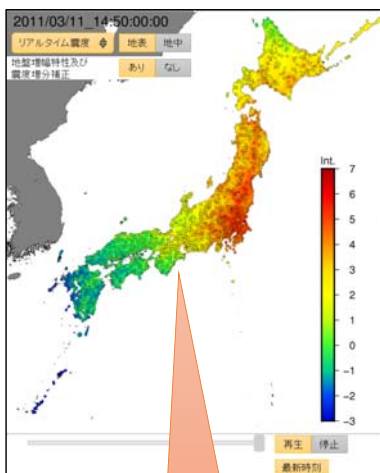 2011/03/11_14:50:00:00
リアルタイム震度 地表 地中
地盤増幅特性及び
震度増分補正 あり なし
Int.
7
6
5
4
3
2
1
0
−1
−2
−3
再生 停止
最新時刻